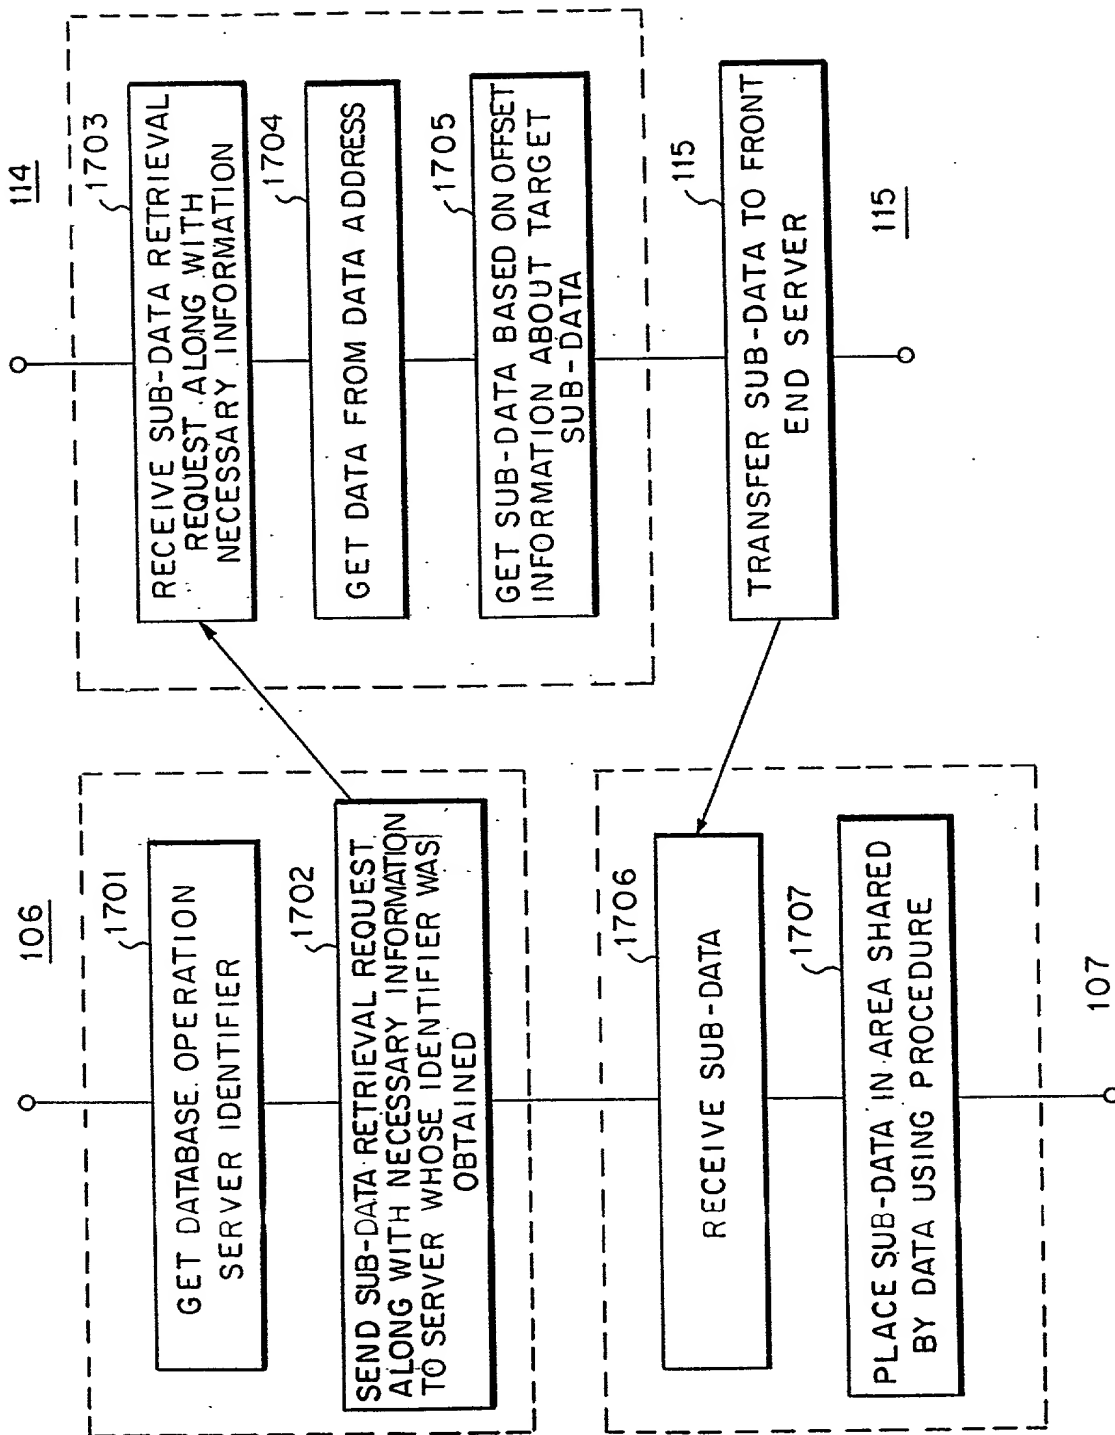 106
1701
GET DATABASE OPERATION
SERVER IDENTIFIER
1702
SEND SUB-DATA RETRIEVAL REQUEST
ALONG WITH NECESSARY INFORMATION
TO SERVER WHOSE IDENTIFIER WAS
OBTAINED
1706
RECEIVE SUB-DATA
1707
PLACE SUB-DATA IN AREA SHARED
BY DATA USING PROCEDURE
107
114
1703
RECEIVE SUB-DATA RETRIEVAL
REQUEST ALONG WITH
NECESSARY INFORMATION
1704
GET DATA FROM DATA ADDRESS
1705
GET SUB-DATA BASED ON OFFSET
INFORMATION ABOUT TARGET
SUB-DATA
115
TRANSFER SUB-DATA TO FRONT
END SERVER
115